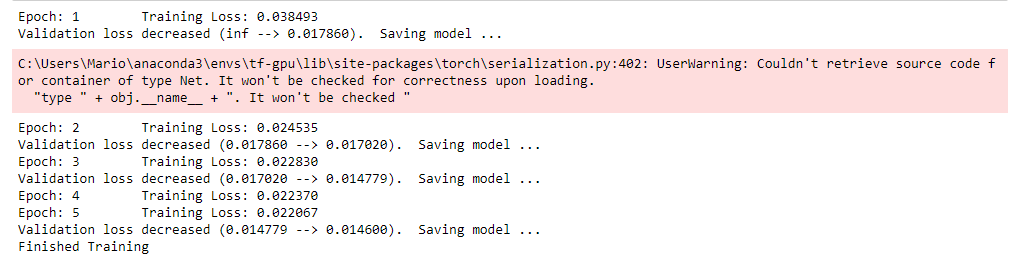 Epoch: 1        Training Loss: 0.038493
Validation loss decreased (inf --> 0.017860).  Saving model ...
C:\Users\Mario\anaconda3\envs\tf-gpu\lib\site-packages\torch\serialization.py:402: UserWarning: Couldn't retrieve source code f
or container of type Net. It won't be checked for correctness upon loading.
  "type " + obj.__name__ + ". It won't be checked "
Epoch: 2        Training Loss: 0.024535
Validation loss decreased (0.017860 --> 0.017020).  Saving model ...
Epoch: 3        Training Loss: 0.022830
Validation loss decreased (0.017020 --> 0.014779).  Saving model ...
Epoch: 4        Training Loss: 0.022370
Epoch: 5        Training Loss: 0.022067
Validation loss decreased (0.014779 --> 0.014600).  Saving model ...
Finished Training